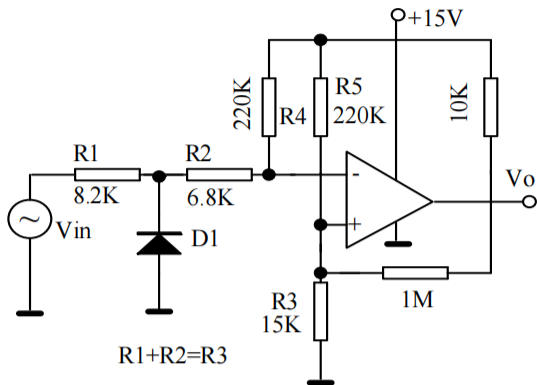 +15V
220K
R4
R5
220K
10K
R1
8.2K
R2
6.8K
-
+
Vo
~
Vin
D1
1M
R3
15K
R1+R2=R3